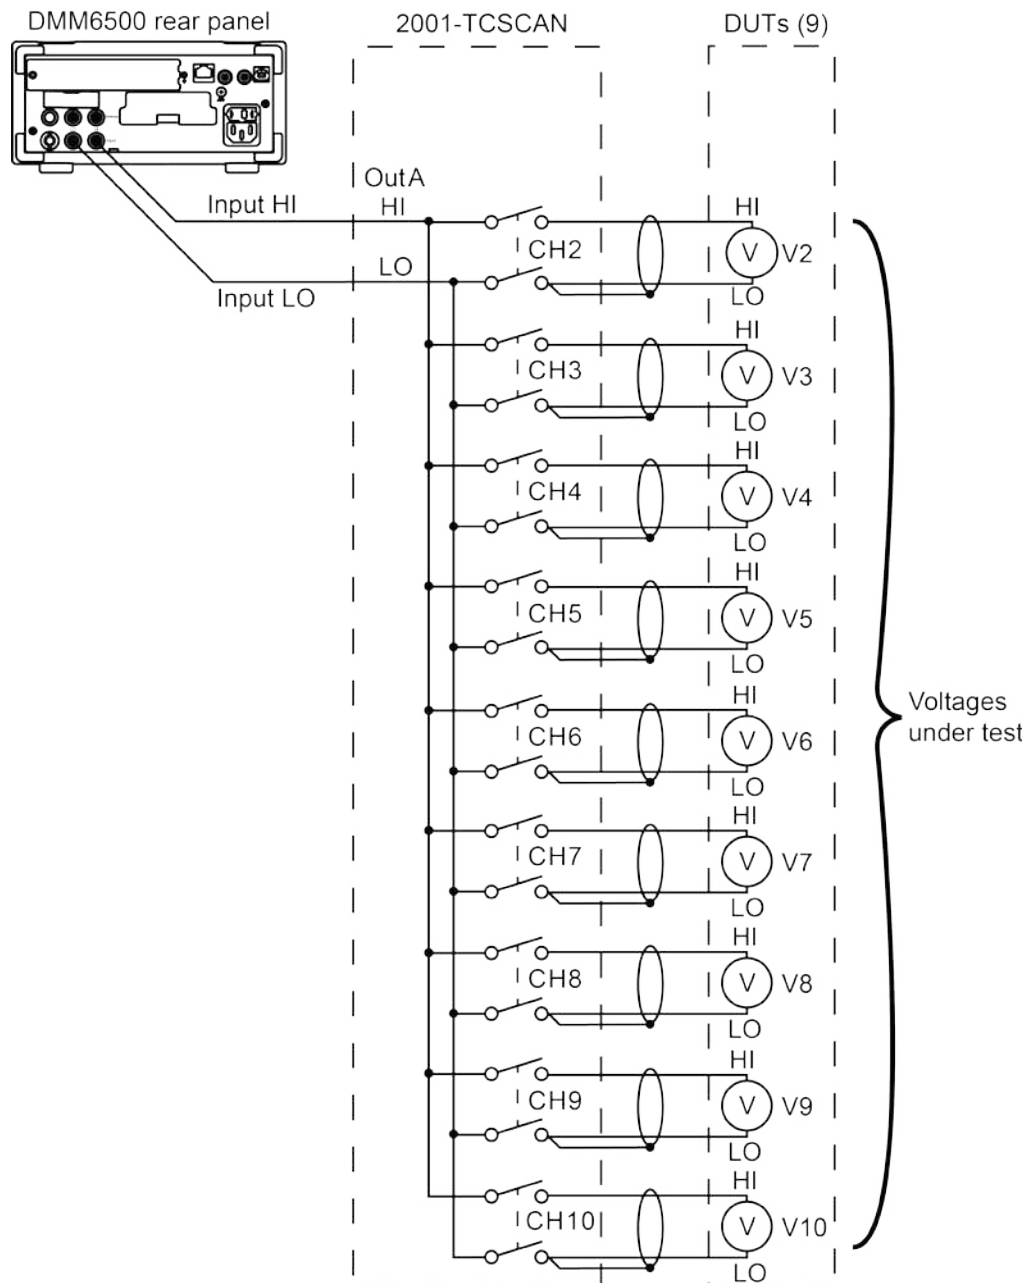 DMM6500 rear panel
2001-TCSCAN
DUTs (9)
OutA
Input HI
HI
HI
CH2
V
V2
LO
LO
Input LO
HI
CH3
V
V3
LO
HI
CH4
V
V4
LO
HI
CH5
V
V5
LO
HI
CH6
V
V6
LO
Voltages
under test
HI
CH7
V
V7
LO
HI
CH8
V
V8
LO
HI
CH9
V
V9
LO
HI
CH10
V
V10
LO